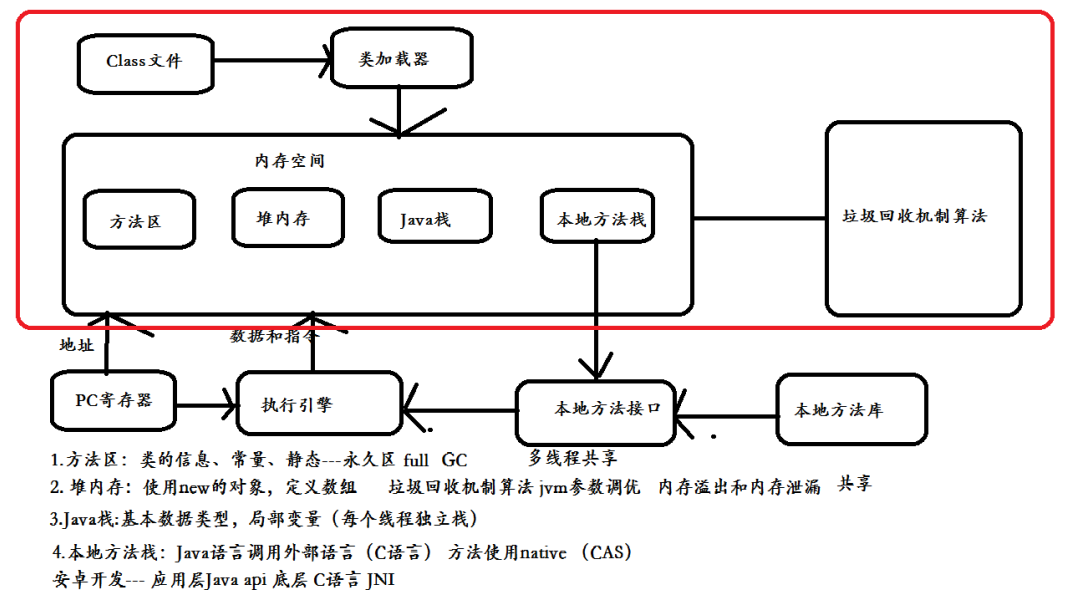 Class文件
类加载器
内存空间
方法区
堆内存
Java栈
本地方法栈
垃圾回收机制算法
地址
数据和指令
PC寄存器
执行引擎
本地方法接口
本地方法库
1.方法区：类的信息、常量、静态---永久区 full GC 多线程共享
2. 堆内存：使用new的对象，定义数组 垃圾回收机制算法 jvm参数调优 内存溢出和内存泄漏 共享
3.Java栈:基本数据类型，局部变量（每个线程独立栈）
4.本地方法栈：Java语言调用外部语言（C语言） 方法使用native （CAS）
安卓开发--- 应用层Java api 底层 C语言 JNI